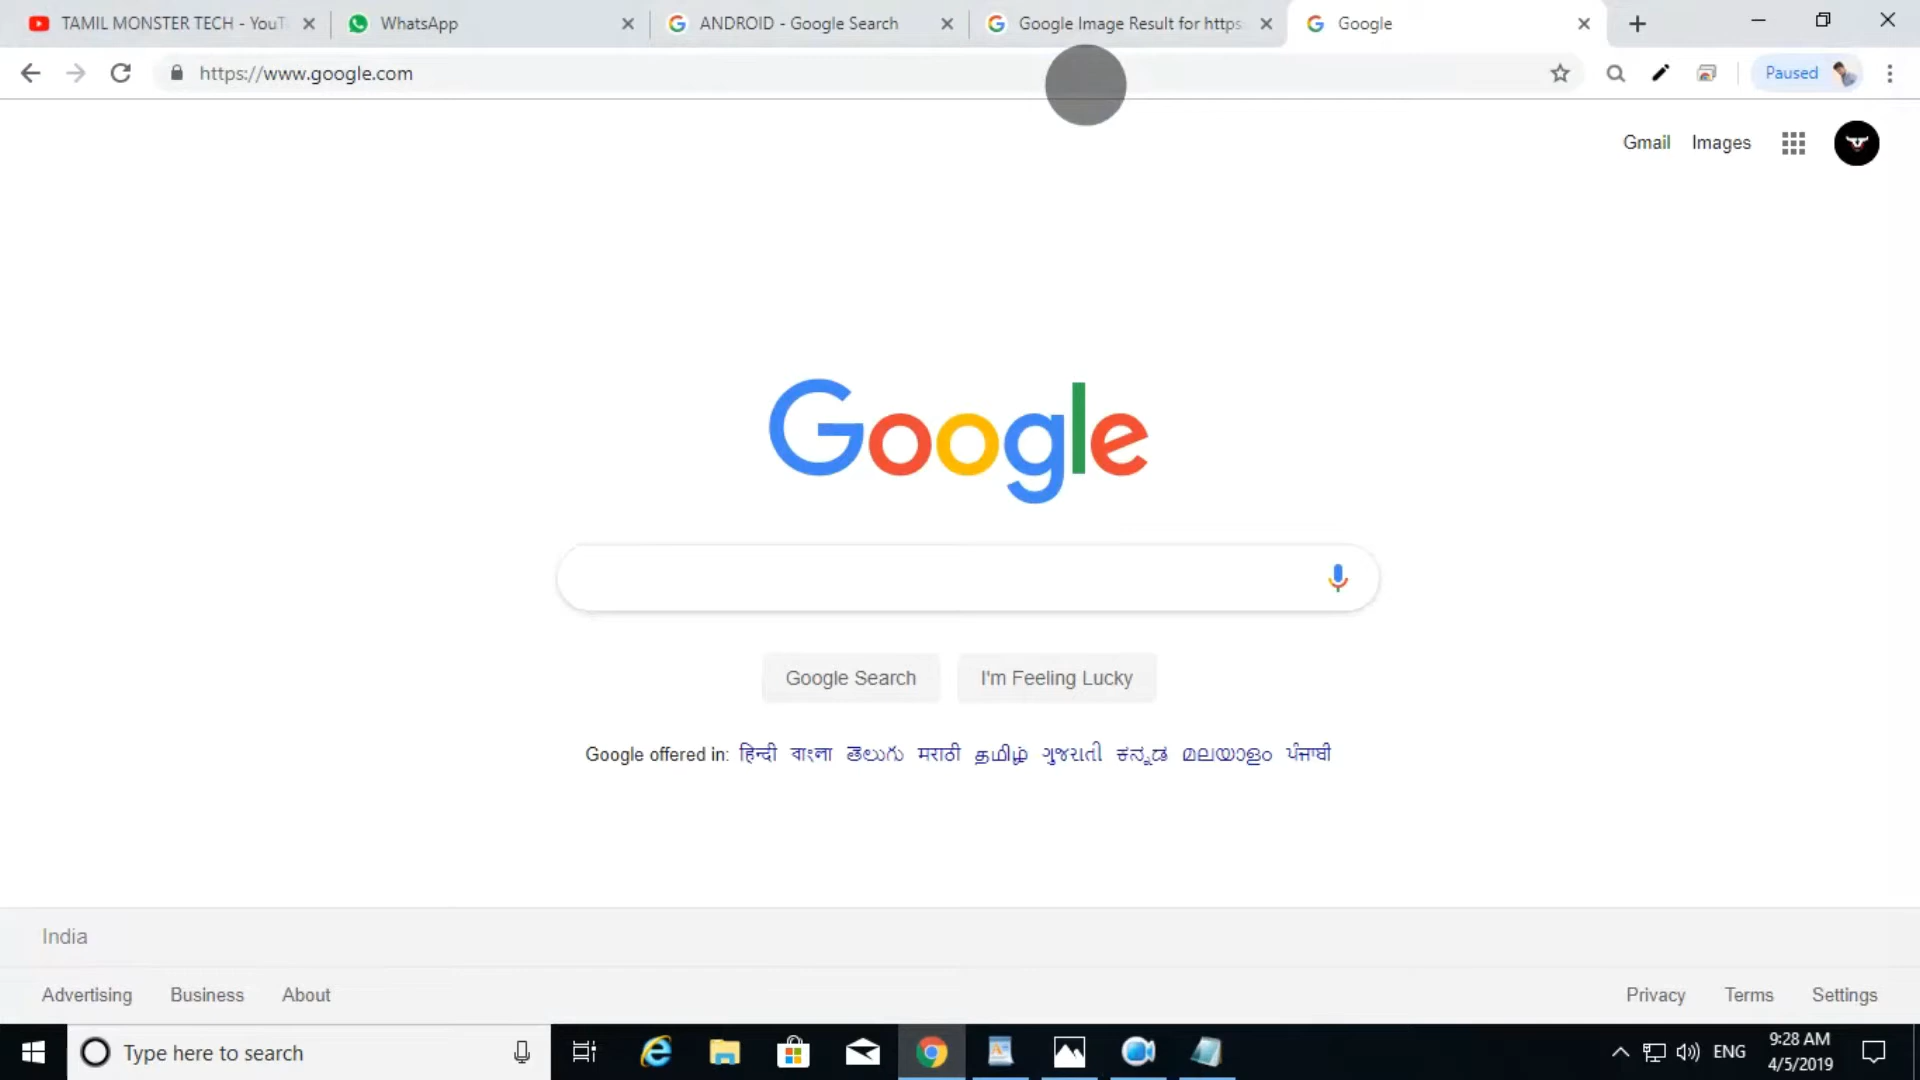 TAMIL MONSTER TECH - YouT
WhatsApp
ANDROID - Google Search
Google Image Result for https
Google
https://www.google.com
Paused
Gmail Images
Google
Google Search I'm Feeling Lucky
Google offered in: हिन्दी বাংলা తెలుగు मराठी தமிழ் ગુજરાતી ಕನ್ನಡ മലയാളം ਪੰਜਾਬੀ
India
Advertising Business About
Privacy Terms Settings
Type here to search
ENG
9:28 AM
4/5/2019